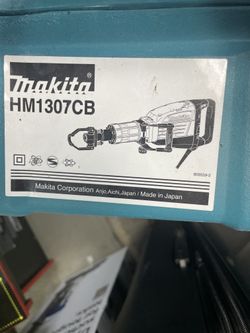 makita
HM1307CB
Makita Corporation Anjo, Aichi, Japan / Made in Japan